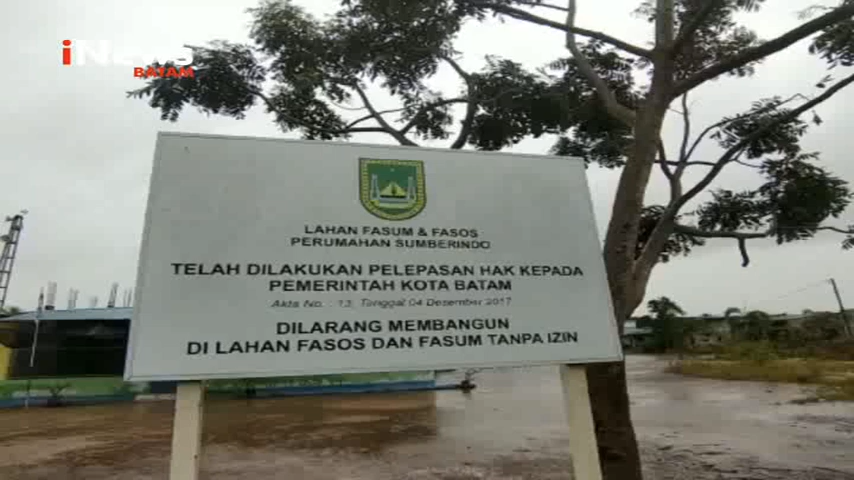 iNews
BATAM
LAHAN FASUM & FASOS
PERUMAHAN SUMBERINDO
TELAH DILAKUKAN PELEPASAN HAK KEPADA
PEMERINTAH KOTA BATAM
Akta No. : 13, Tanggal 04 Desember 2017
DILARANG MEMBANGUN
DI LAHAN FASOS DAN FASUM TANPA IZIN